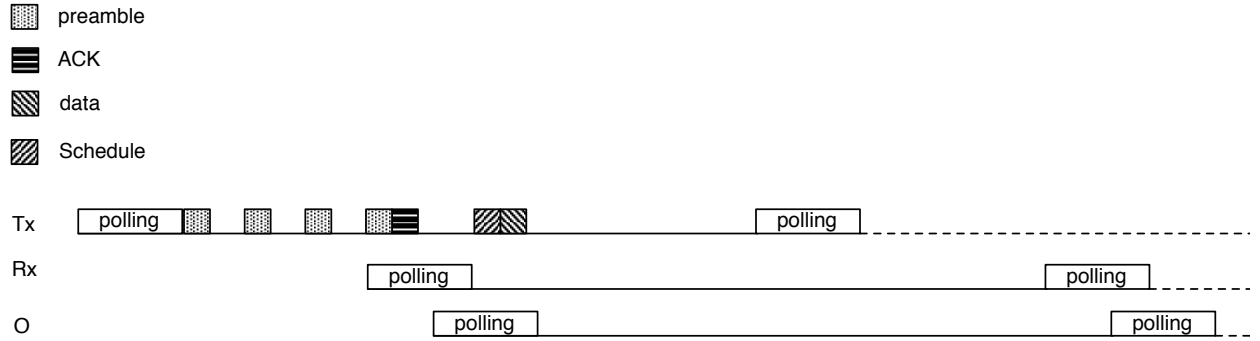 preamble
ACK
data
Schedule
Tx polling polling
Rx polling polling
O polling polling